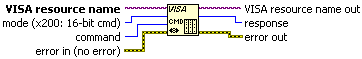 VISA resource name
mode (x200: 16-bit cmd)
command
error in (no error)
VISA
CMD
VISA resource name out
response
error out